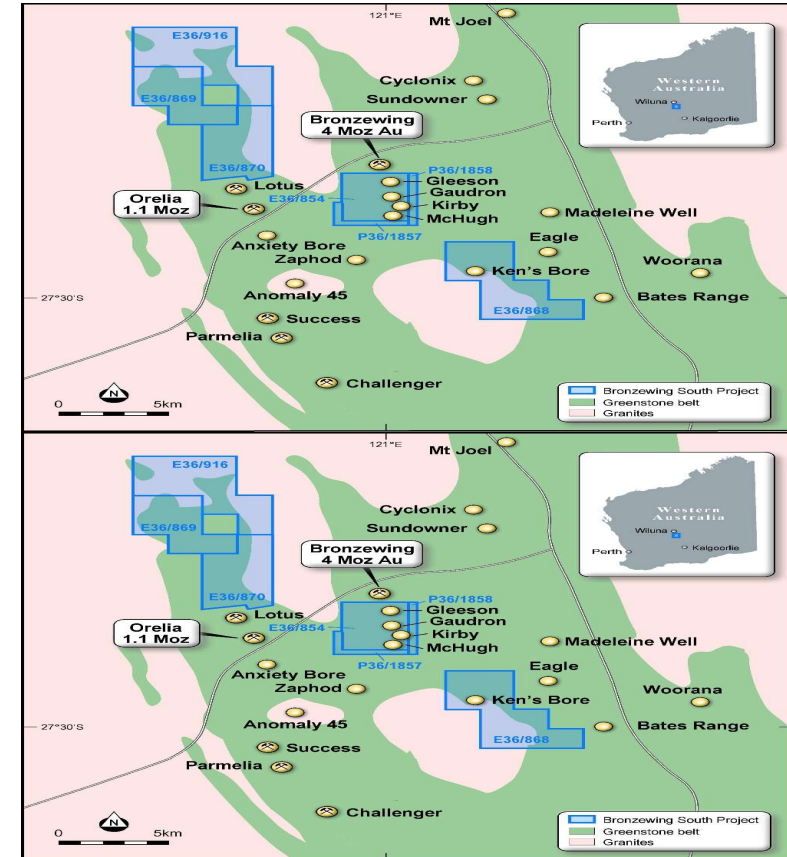 121°E
Mt Joel
E36/916
Western
Australia
Wiluna
Perth
Kalgoorlie
Cyclonix
Sundowner
E36/869
Bronzewing
4 Moz Au
E36/870
P36/1858
Lotus
Gleeson
E36/854
Gaudron
Kirby
McHugh
Orelia
1.1 Moz
Madeleine Well
P36/1857
Anxiety Bore
Eagle
Zaphod
Woorana
Ken's Bore
27°30'S
Anomaly 45
Bates Range
E36/868
Success
Parmelia
Challenger
N
0 5km
Bronzewing South Project
Greenstone belt
Granites
121°E
Mt Joel
E36/916
Western
Australia
Wiluna
Perth
Kalgoorlie
Cyclonix
Sundowner
E36/869
Bronzewing
4 Moz Au
E36/870
P36/1858
Lotus
Gleeson
E36/854
Gaudron
Kirby
McHugh
Orelia
1.1 Moz
Madeleine Well
P36/1857
Anxiety Bore
Eagle
Zaphod
Woorana
Ken's Bore
27°30'S
Anomaly 45
Bates Range
E36/868
Success
Parmelia
Challenger
N
0 5km
Bronzewing South Project
Greenstone belt
Granites